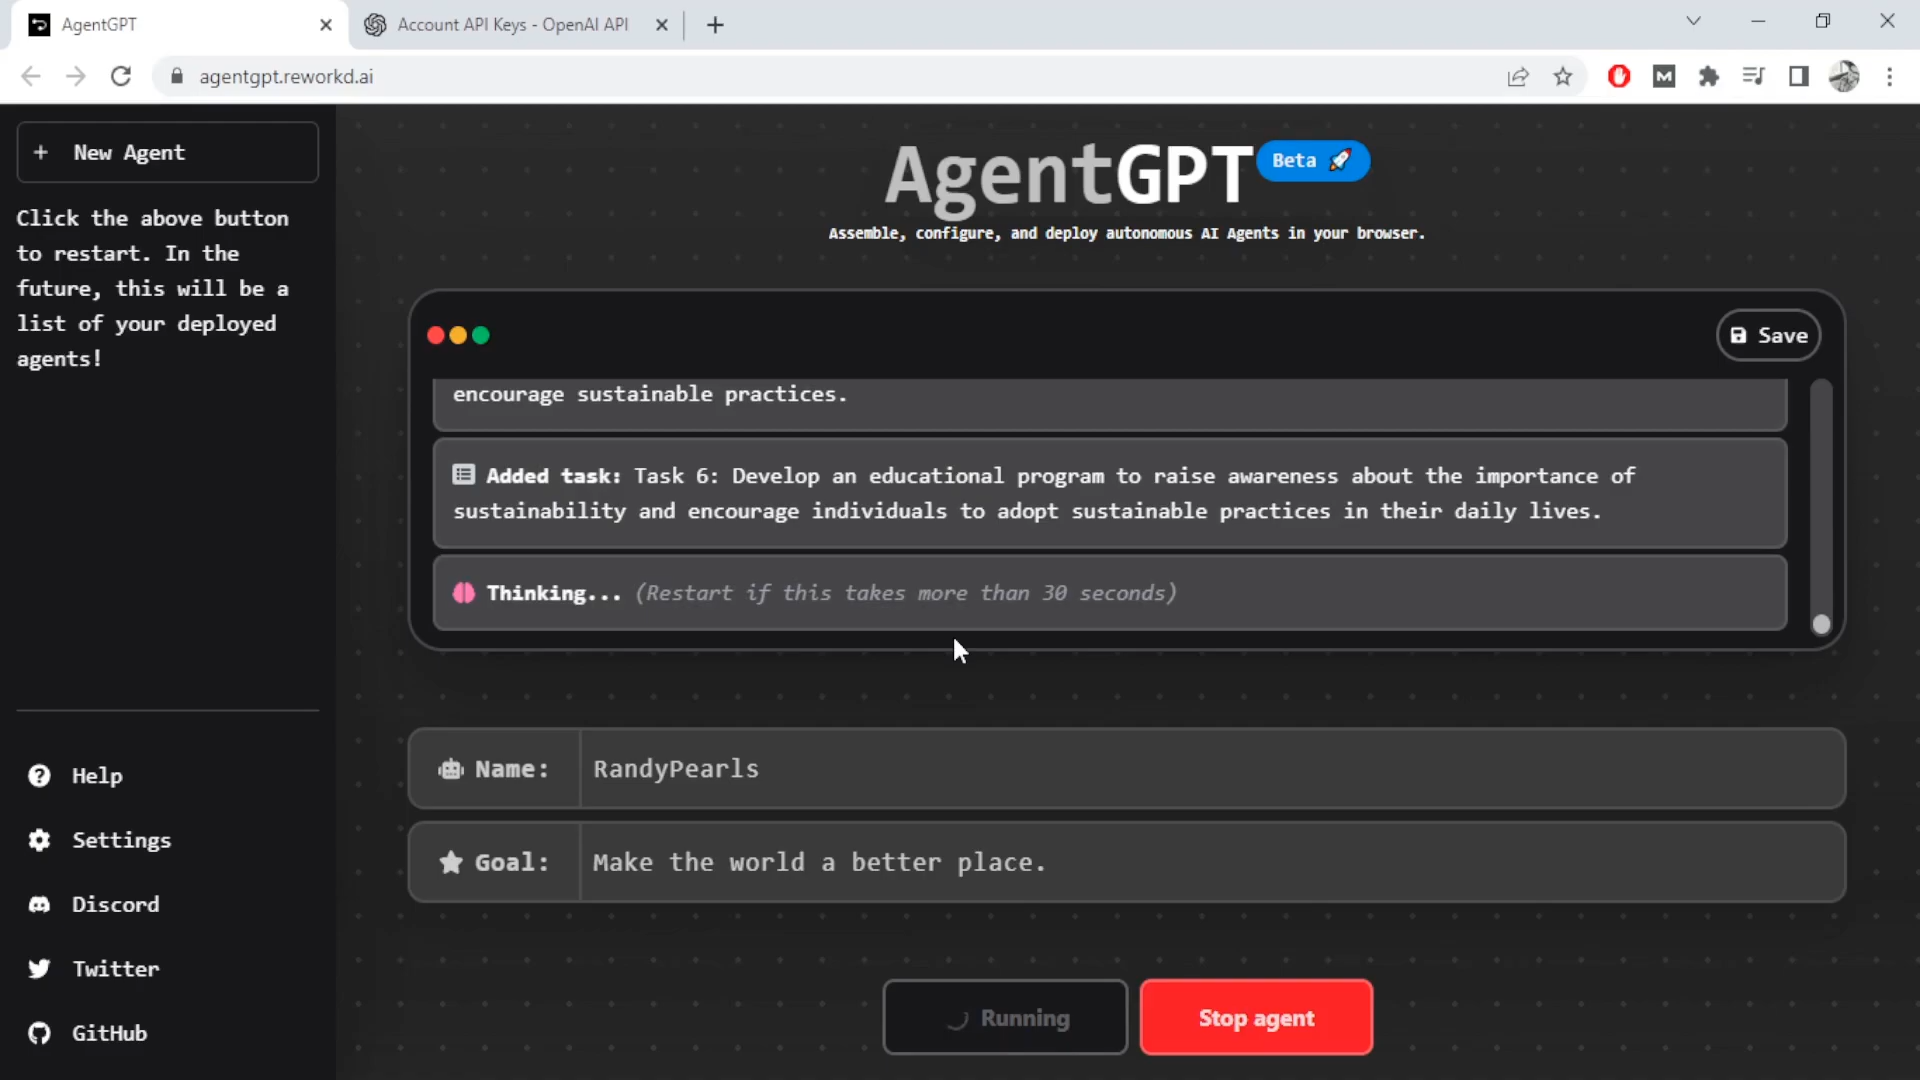 AgentGPT
Account API Keys - OpenAI API
agentgpt.reworkd.ai
+ New Agent
Click the above button
to restart. In the
future, this will be a
list of your deployed
agents!
Help
Settings
Discord
Twitter
GitHub
AgentGPT
Beta 🚀
Assemble, configure, and deploy autonomous AI Agents in your browser.
Save
encourage sustainable practices.
Added task: Task 6: Develop an educational program to raise awareness about the importance of
sustainability and encourage individuals to adopt sustainable practices in their daily lives.
Thinking... (Restart if this takes more than 30 seconds)
Name: RandyPearls
Goal: Make the world a better place.
Running
Stop agent